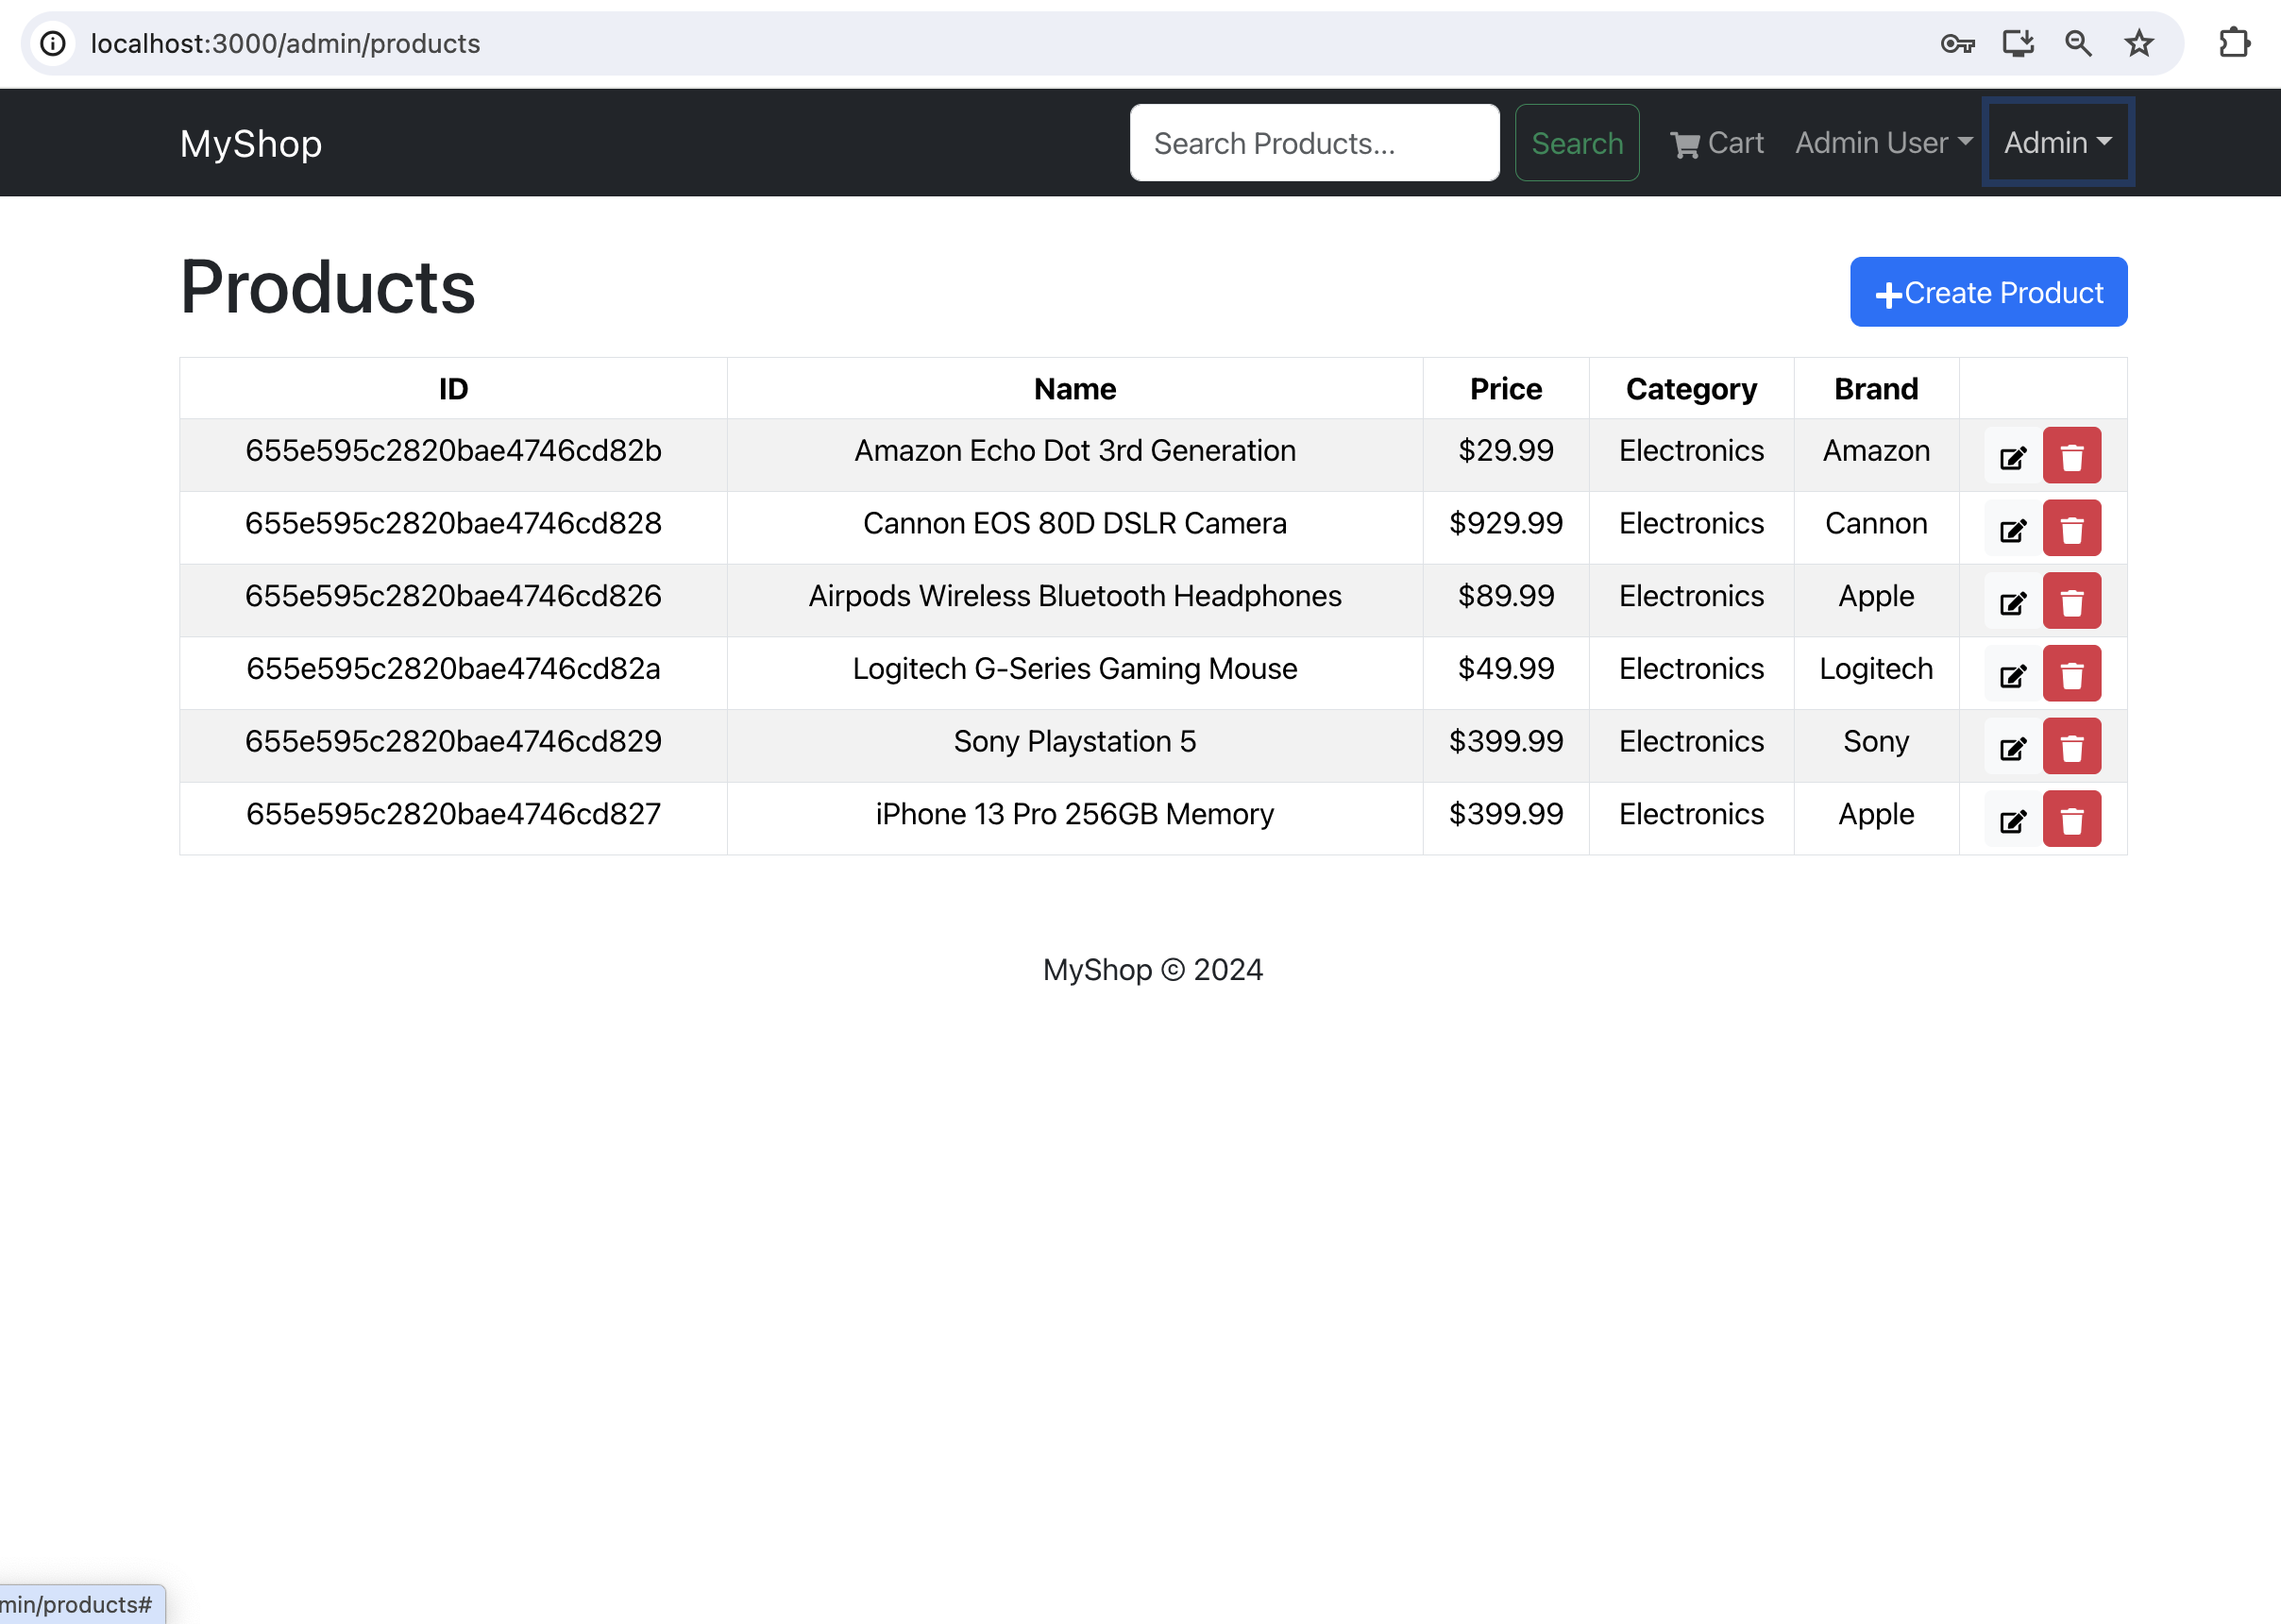 localhost:3000/admin/products
MyShop Search Products... Search Cart Admin User Admin
Products Create Product
ID Name Price Category Brand
655e595c2820bae4746cd82b Amazon Echo Dot 3rd Generation $29.99 Electronics Amazon
655e595c2820bae4746cd828 Cannon EOS 80D DSLR Camera $929.99 Electronics Cannon
655e595c2820bae4746cd826 Airpods Wireless Bluetooth Headphones $89.99 Electronics Apple
655e595c2820bae4746cd82a Logitech G-Series Gaming Mouse $49.99 Electronics Logitech
655e595c2820bae4746cd829 Sony Playstation 5 $399.99 Electronics Sony
655e595c2820bae4746cd827 iPhone 13 Pro 256GB Memory $399.99 Electronics Apple
MyShop © 2024
min/products#